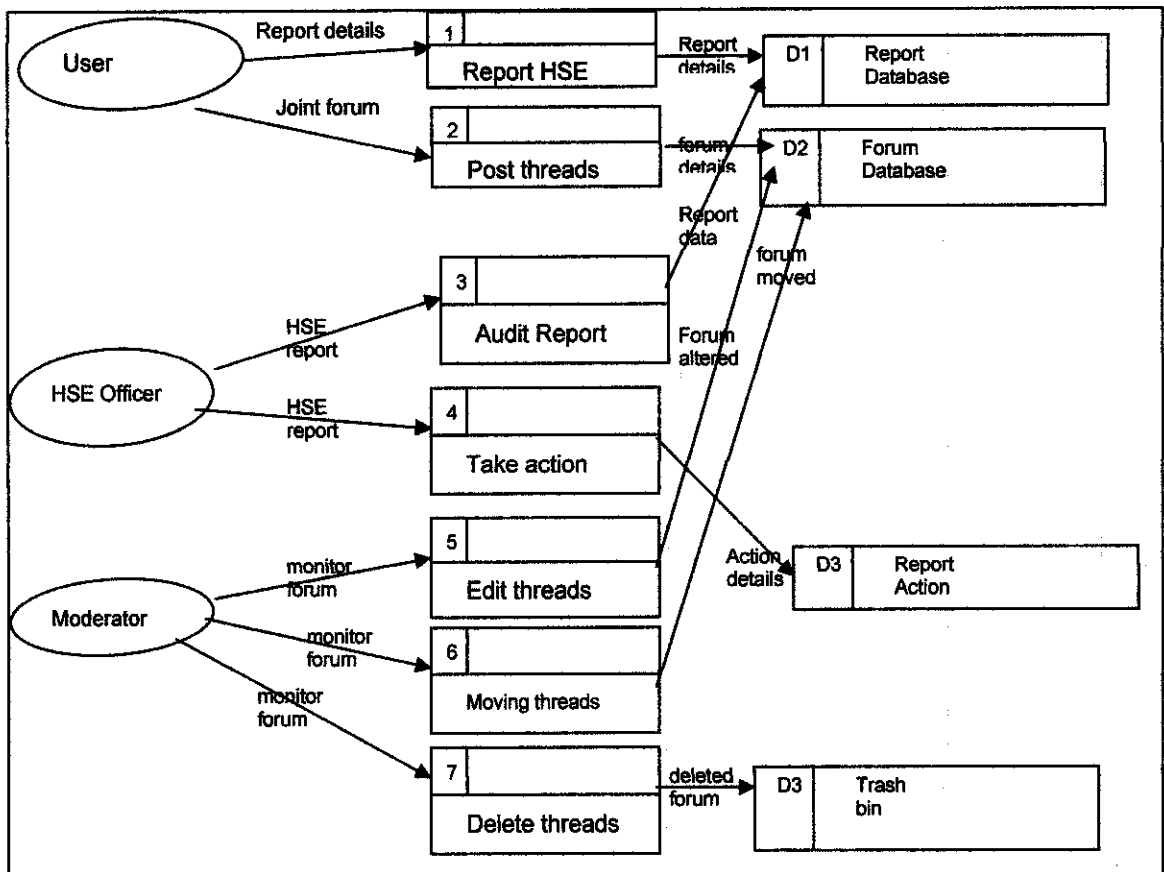 User
Report details
1
Report HSE
Report
details
D1
Report
Database
Joint forum
2
Post threads
forum
details
D2
Forum
Database
Report
data
forum
moved
HSE Officer
HSE
report
3
Audit Report
Forum
altered
HSE
report
4
Take action
Action
details
D3
Report
Action
Moderator
monitor
forum
5
Edit threads
monitor
forum
6
Moving threads
monitor
forum
7
Delete threads
deleted
forum
D3
Trash
bin